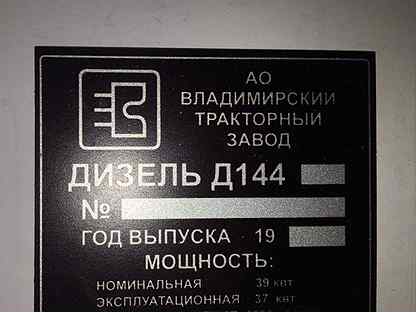 АО
ВЛАДИМИРСКИЙ
ТРАКТОРНЫЙ
ЗАВОД
ДИЗЕЛЬ Д144
№
ГОД ВЫПУСКА 19
МОЩНОСТЬ:
НОМИНАЛЬНАЯ 39 квт
ЭКСПЛУАТАЦИОННАЯ 37 квт